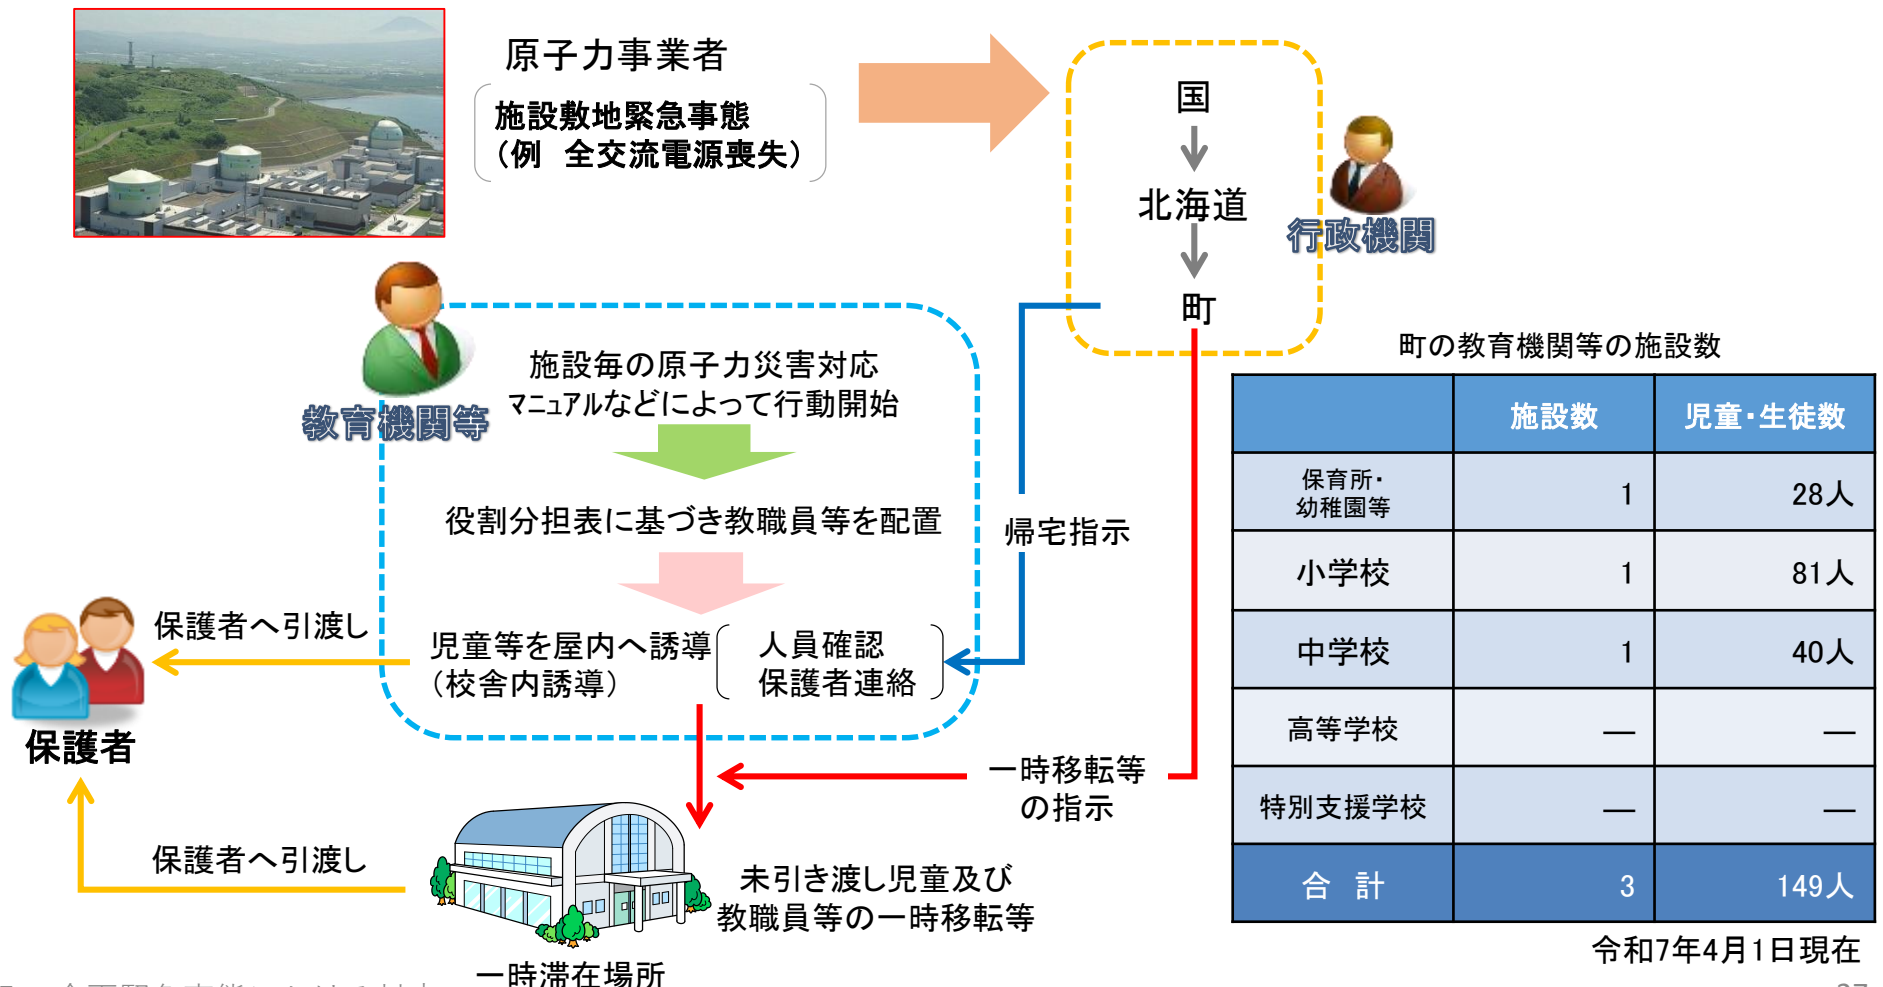 原子力事業者
施設敷地緊急事態
（例　全交流電源喪失）
国
北海道
町
行政機関
教育機関等
施設毎の原子力災害対応
マニュアルなどによって行動開始
役割分担表に基づき教職員等を配置
児童等を屋内へ誘導
（校舎内誘導）
人員確認
保護者連絡
帰宅指示
保護者へ引渡し
保護者
一時移転等
の指示
保護者へ引渡し
未引き渡し児童及び
教職員等の一時移転等
一時滞在場所
町の教育機関等の施設数
施設数 児童・生徒数
保育所・
幼稚園等 1 28人
小学校 1 81人
中学校 1 40人
高等学校 ― ―
特別支援学校 ― ―
合　計 3 149人
令和7年4月1日現在